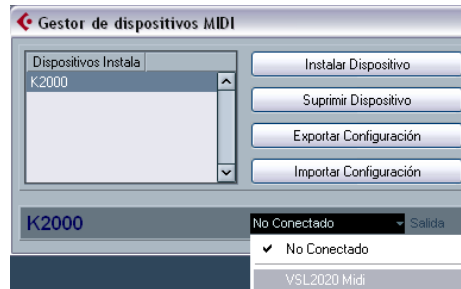 Gestor de dispositivos MIDI
Dispositivos Instala
K2000
Instalar Dispositivo
Suprimir Dispositivo
Exportar Configuración
Importar Configuración
K2000
No Conectado
Salida
No Conectado
VSL2020 Midi